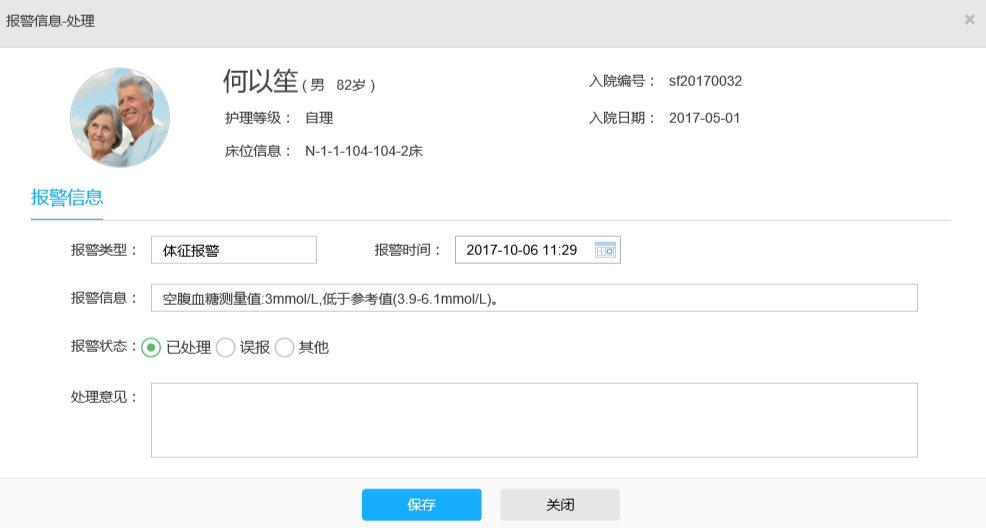 报警信息-处理 ×
何以笙 ( 男 82岁 ) 入院编号： sf20170032
护理等级： 自理 入院日期： 2017-05-01
床位信息： N-1-1-104-104-2床
报警信息
报警类型： 体征报警 报警时间： 2017-10-06 11:29
报警信息： 空腹血糖测量值:3mmol/L,低于参考值(3.9-6.1mmol/L)。
报警状态： 已处理 误报 其他
处理意见：
保存 关闭